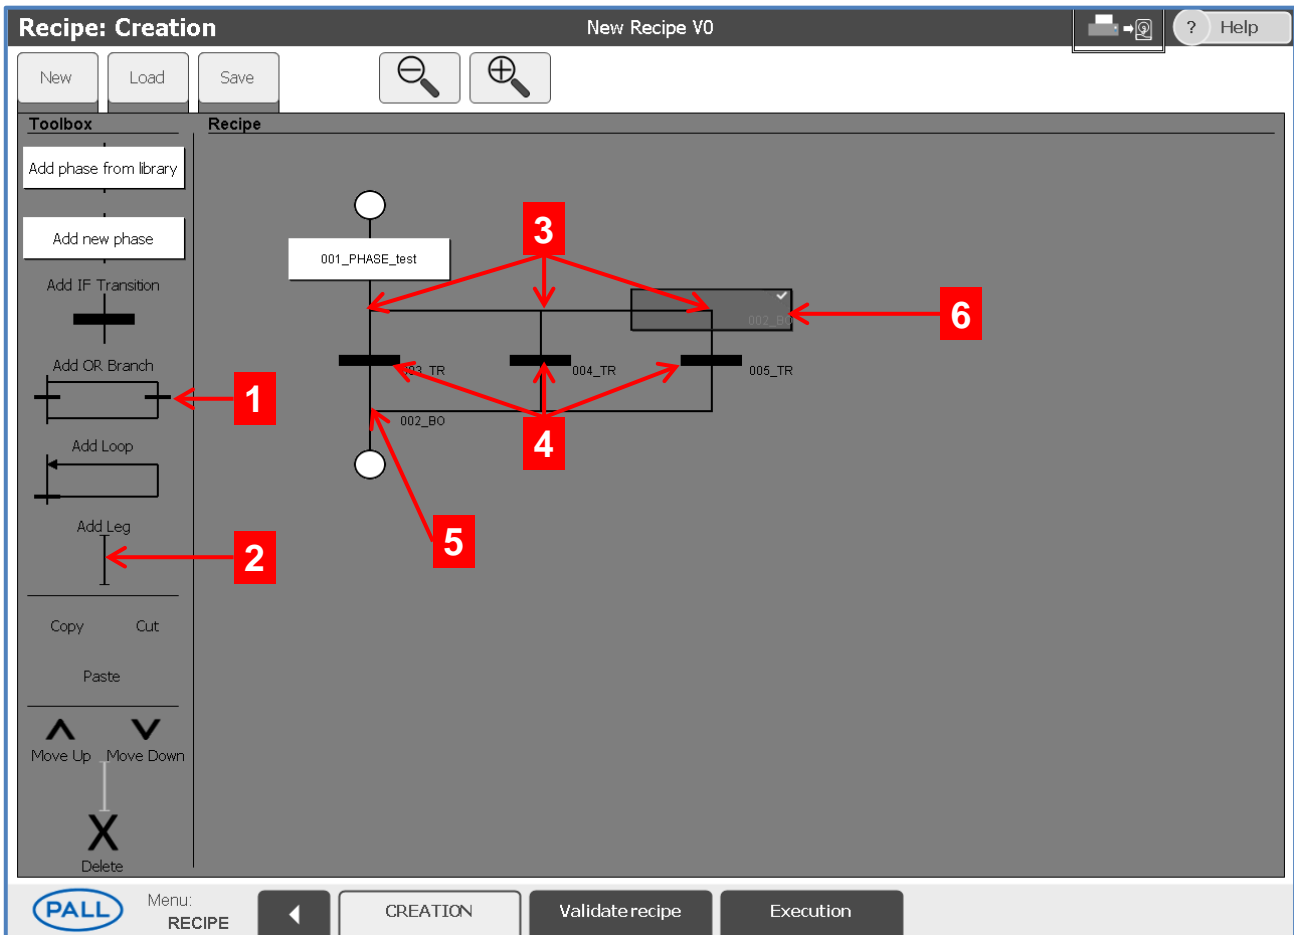 Recipe: Creation
New Recipe V0
? Help
New
Load
Save
Toolbox
Recipe
Add phase from library
Add new phase
Add IF Transition
Add OR Branch
Add Loop
Add Leg
Copy
Cut
Paste
Move Up
Move Down
X
Delete
001_PHASE_test
3
002_BO
6
003_TR
004_TR
005_TR
1
002_BO
4
5
2
PALL
Menu:
RECIPE
CREATION
Validate recipe
Execution